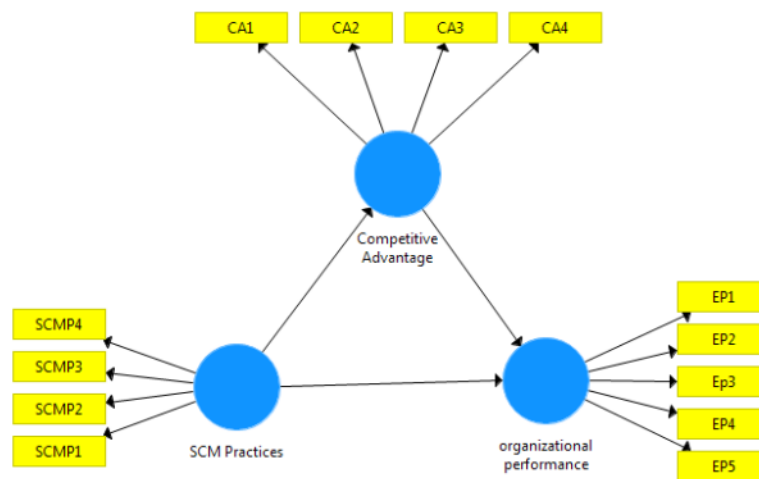 CA1
CA2
CA3
CA4
Competitive
Advantage
SCMP4
SCMP3
SCMP2
SCMP1
SCM Practices
organizational
performance
EP1
EP2
Ep3
EP4
EP5